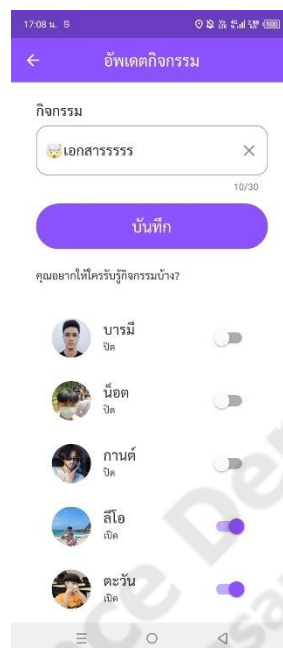 17:08 น.
100
อัพเดตกิจกรรม
กิจกรรม
🤯เอกสารรรรร
10/30
บันทึก
คุณอยากให้ใครรับรู้กิจกรรมบ้าง?
บารมี
ปิด
น็อต
ปิด
กานต์
ปิด
ลีโอ
เปิด
ตะวัน
เปิด